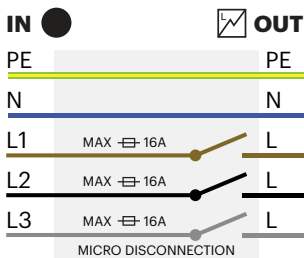 IN OUT
PE PE
N N
L1 MAX 16A L
L2 MAX 16A L
L3 MAX 16A L
MICRO DISCONNECTION